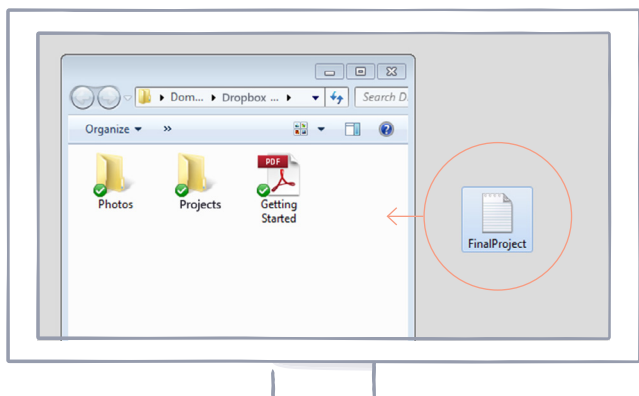 Dom... Dropbox ... Search D
Organize »
PDF
Photos
Projects
Getting
Started
FinalProject